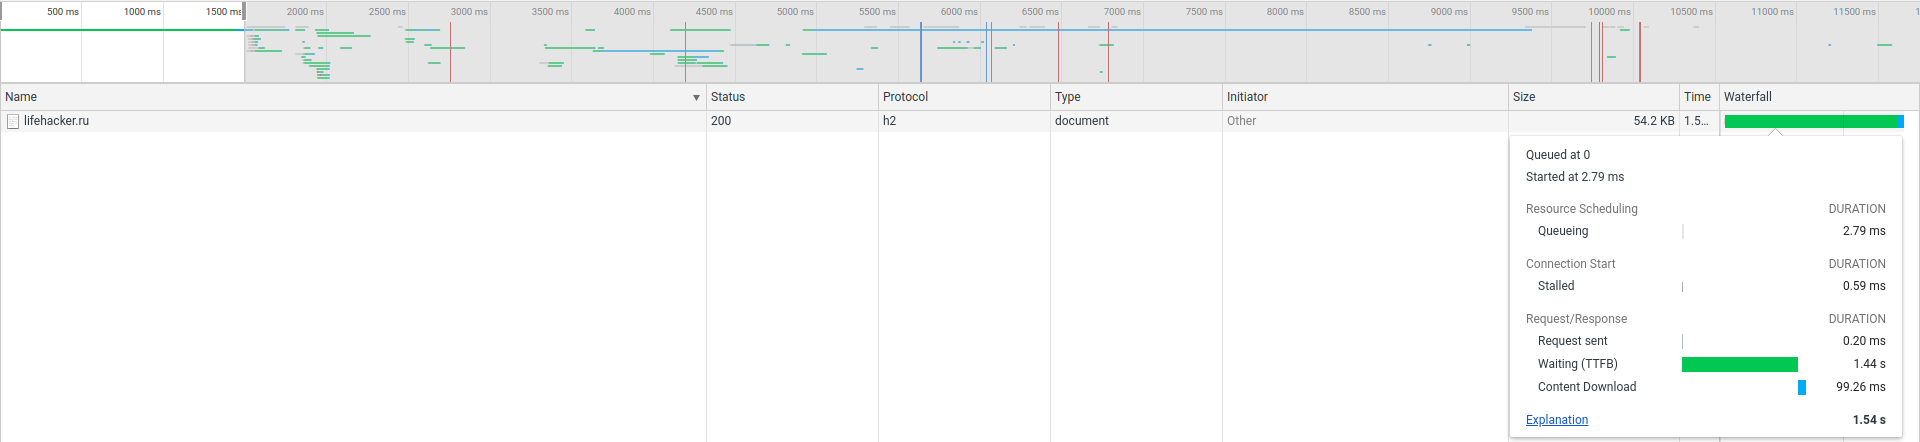 500 ms 1000 ms 1500 ms 2000 ms 2500 ms 3000 ms 3500 ms 4000 ms 4500 ms 5000 ms 5500 ms 6000 ms 6500 ms 7000 ms 7500 ms 8000 ms 8500 ms 9000 ms 9500 ms 10000 ms 10500 ms 11000 ms 11500 ms 1
Name ▼ Status Protocol Type Initiator Size Time Waterfall
lifehacker.ru 200 h2 document Other 54.2 KB 1.5…
Queued at 0
Started at 2.79 ms
Resource Scheduling DURATION
Queueing 2.79 ms
Connection Start DURATION
Stalled 0.59 ms
Request/Response DURATION
Request sent 0.20 ms
Waiting (TTFB) 1.44 s
Content Download 99.26 ms
Explanation 1.54 s